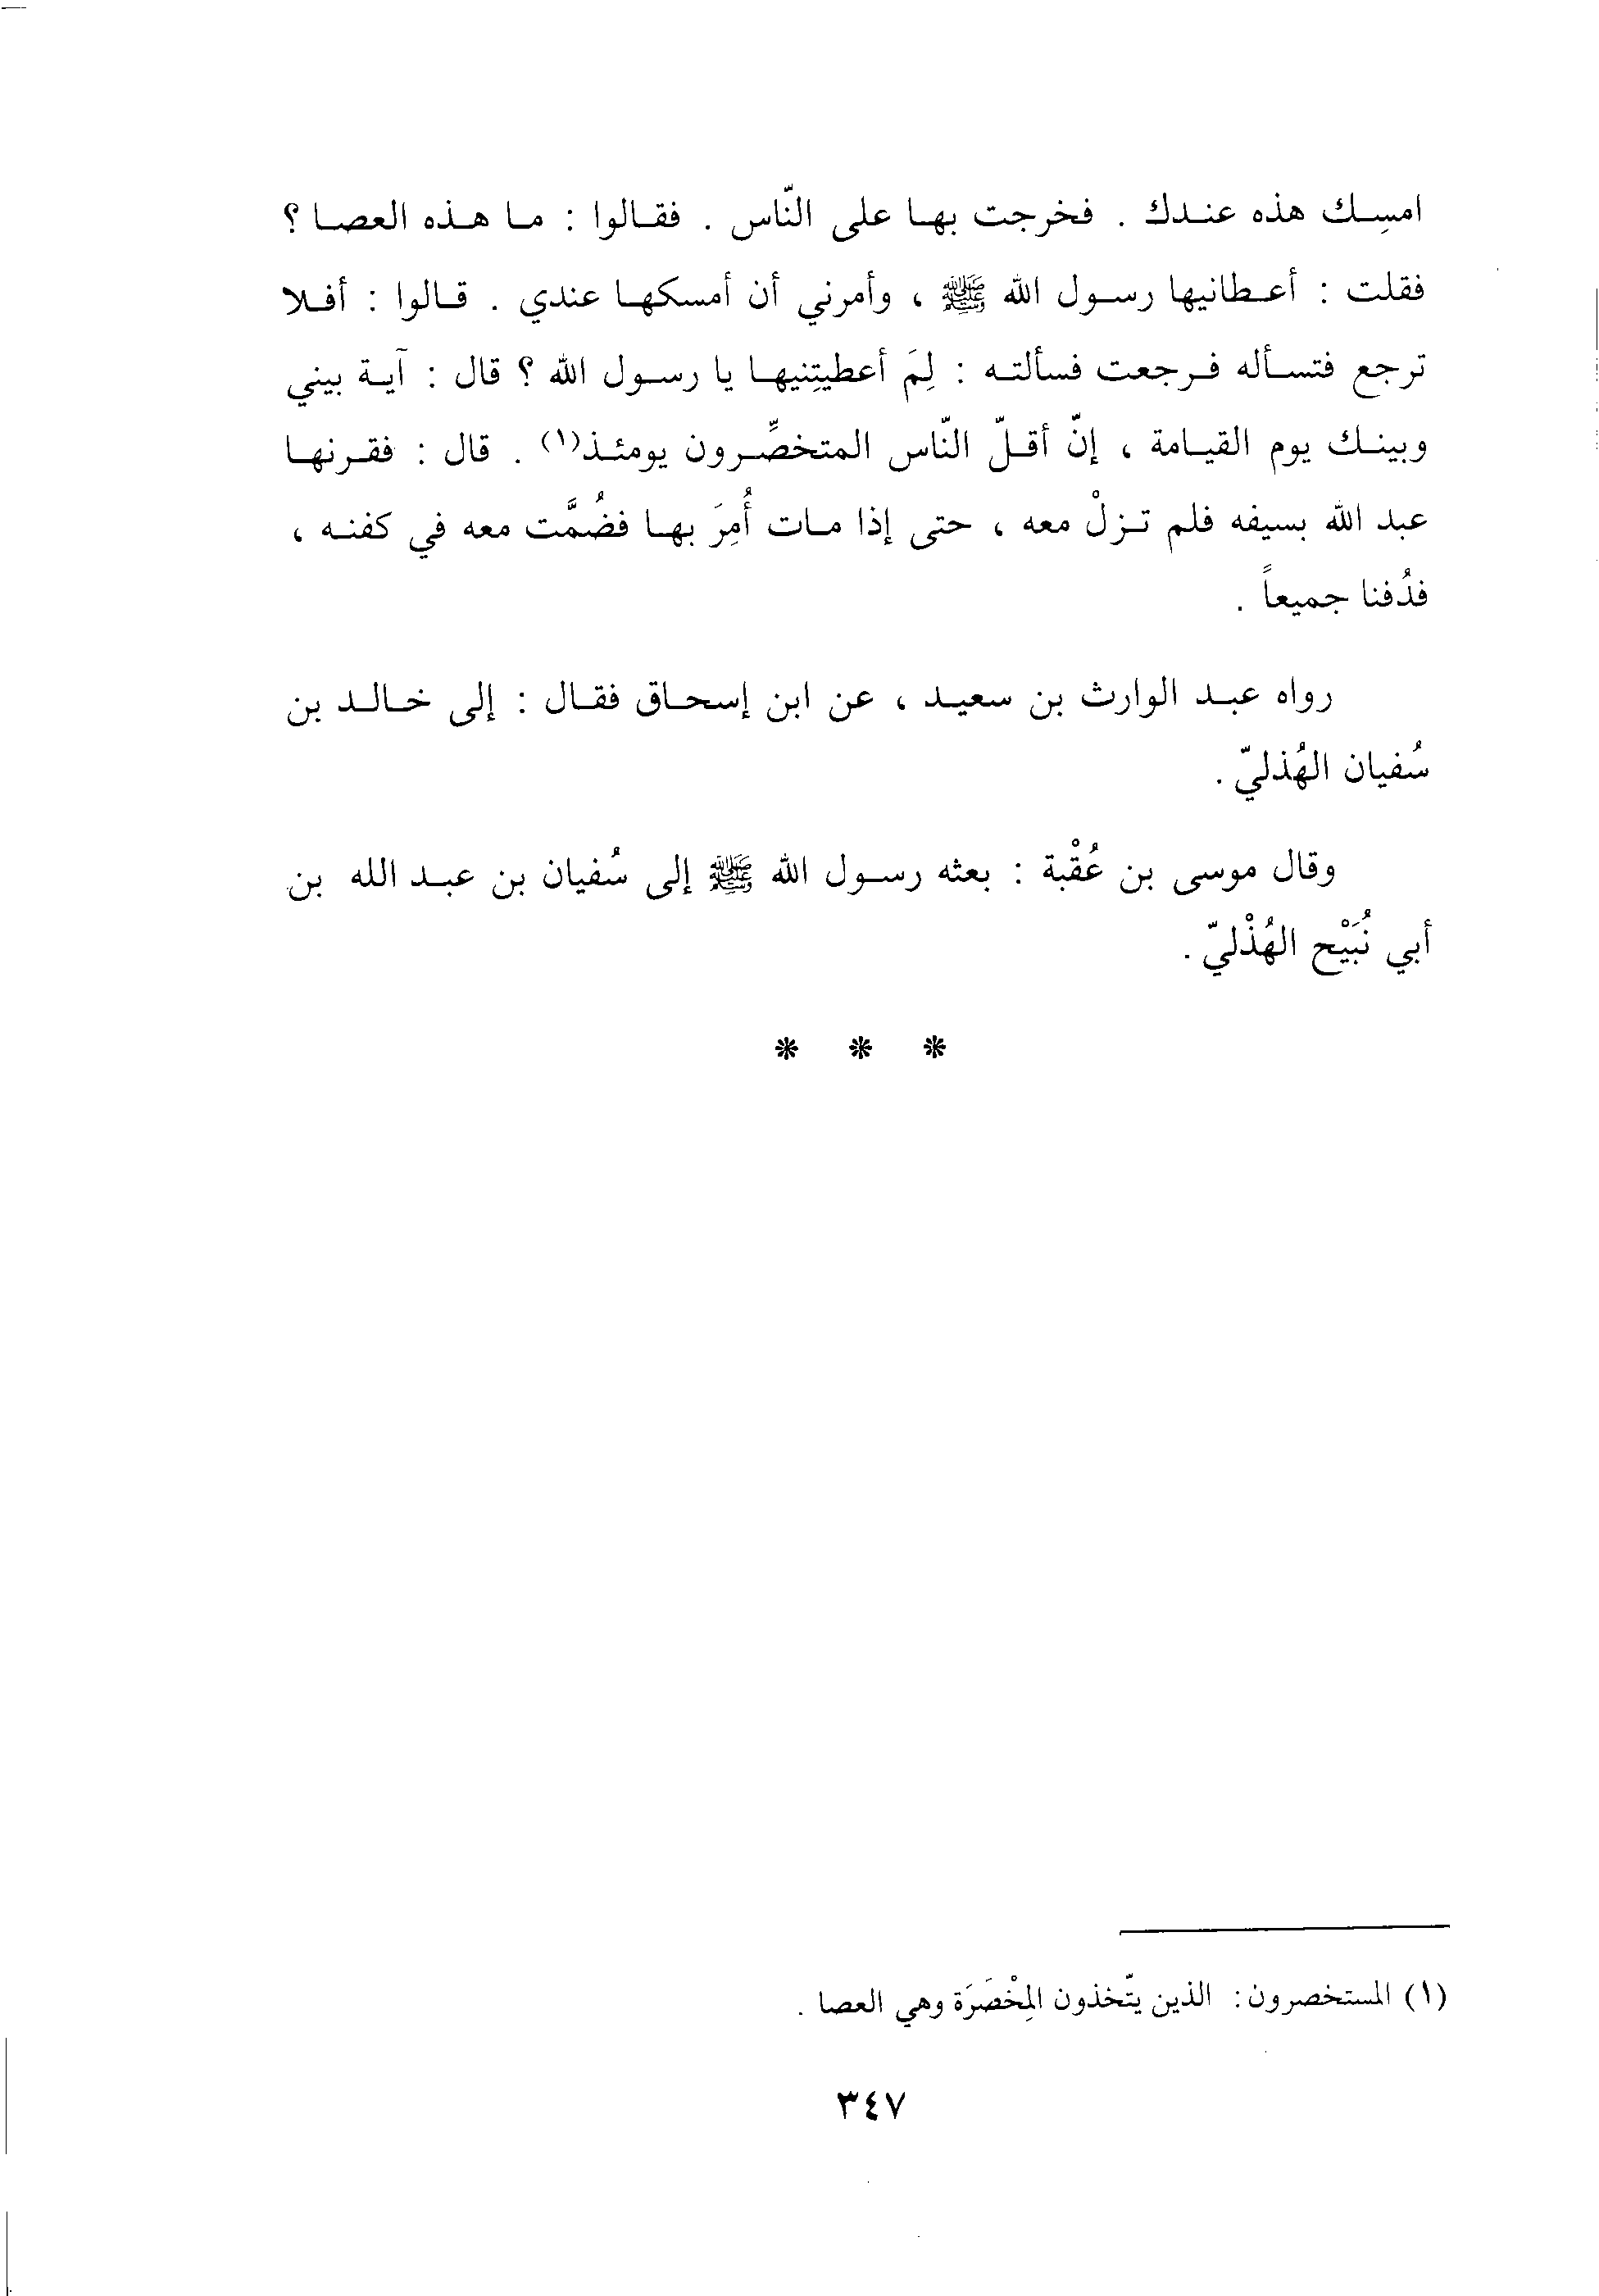 امسِك هذه عندك . فخرجت بها على النّاس . فقالوا : ما هذه العصا ؟
فقلت : أعطانيها رسول الله ﷺ ، وأمرني أن أمسكها عندي . قالوا : أفلا
ترجع فتسأله فرجعت فسألته : لِمَ أعطيتِنيها يا رسول الله ؟ قال : آية بيني
وبينك يوم القيامة ، إنّ أقلّ النّاس المتخصِّرون يومئذ(١) . قال : فقرنها
عبد الله بسيفه فلم تزلْ معه ، حتى إذا مات أُمِرَ بها فضُمَّت معه في كفنه ،
فدُفنا جميعاً .
رواه عبد الوارث بن سعيد ، عن ابن إسحاق فقال : إلى خالد بن
سُفيان الهُذليّ .
وقال موسى بن عُقْبة : بعثه رسول الله ﷺ إلى سُفيان بن عبد الله بن
أبي نُبَيْح الهُذْليّ .
* * *
(١) المستخصرون : الذين يتّخذون المِخْصَرَة وهي العصا .
٣٤٧